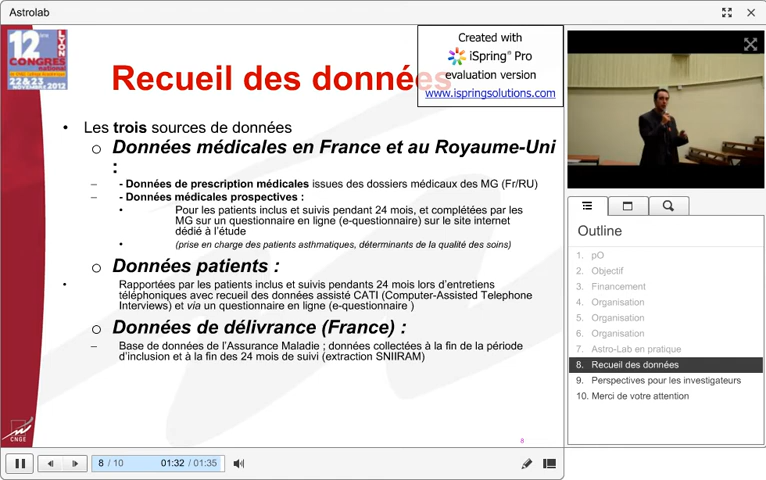 Astrolab
12
LYON
CONGRES
national
22&23
NOVEMBRE 2012
Recueil des données
Created with
iSpring® Pro
evaluation version
www.ispringsolutions.com
• Les trois sources de données
o Données médicales en France et au Royaume-Uni
:
– - Données de prescription médicales issues des dossiers médicaux des MG (Fr/RU)
– - Données médicales prospectives :
• Pour les patients inclus et suivis pendant 24 mois, et complétées par les
MG sur un questionnaire en ligne (e-questionnaire) sur le site internet
dédié à l'étude
• (prise en charge des patients asthmatiques, déterminants de la qualité des soins)
o Données patients :
• Rapportées par les patients inclus et suivis pendants 24 mois lors d'entretiens
téléphoniques avec recueil des données assisté CATI (Computer-Assisted Telephone
Interviews) et via un questionnaire en ligne (e-questionnaire )
o Données de délivrance (France) :
– Base de données de l'Assurance Maladie ; données collectées à la fin de la période
d'inclusion et à la fin des 24 mois de suivi (extraction SNIIRAM)
CNGE
8
8 / 10
01:32 / 01:35
Outline
1. pO
2. Objectif
3. Financement
4. Organisation
5. Organisation
6. Organisation
7. Astro-Lab en pratique
8. Recueil des données
9. Perspectives pour les investigateurs
10. Merci de votre attention